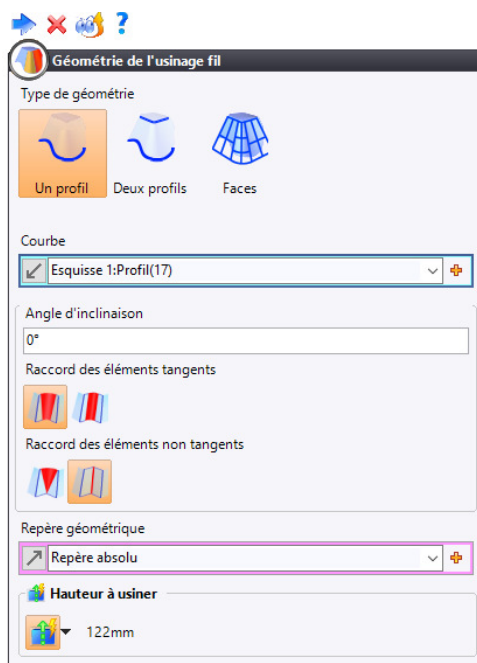 ?
Géométrie de l'usinage fil
Type de géométrie
Un profil Deux profils Faces
Courbe
Esquisse 1:Profil(17)
Angle d'inclinaison
0°
Raccord des éléments tangents
Raccord des éléments non tangents
Repère géométrique
Repère absolu
Hauteur à usiner
122mm